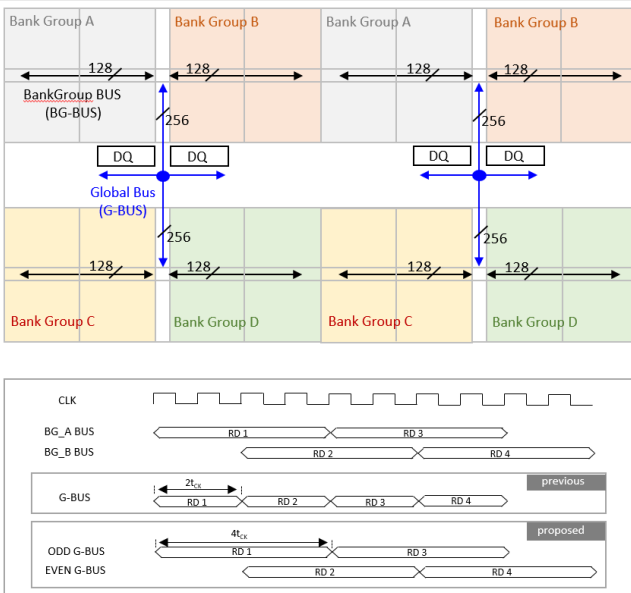 Bank Group A
Bank Group B
Bank Group A
Bank Group B
128
128
128
128
BankGroup BUS
(BG-BUS)
256
256
DQ
DQ
DQ
DQ
Global Bus
(G-BUS)
256
256
128
128
128
128
Bank Group C
Bank Group D
Bank Group C
Bank Group D
CLK
BG_A BUS
RD 1
RD 3
BG_B BUS
RD 2
RD 4
previous
2tCK
G-BUS
RD 1
RD 2
RD 3
RD 4
proposed
4tCK
ODD G-BUS
RD 1
RD 3
EVEN G-BUS
RD 2
RD 4